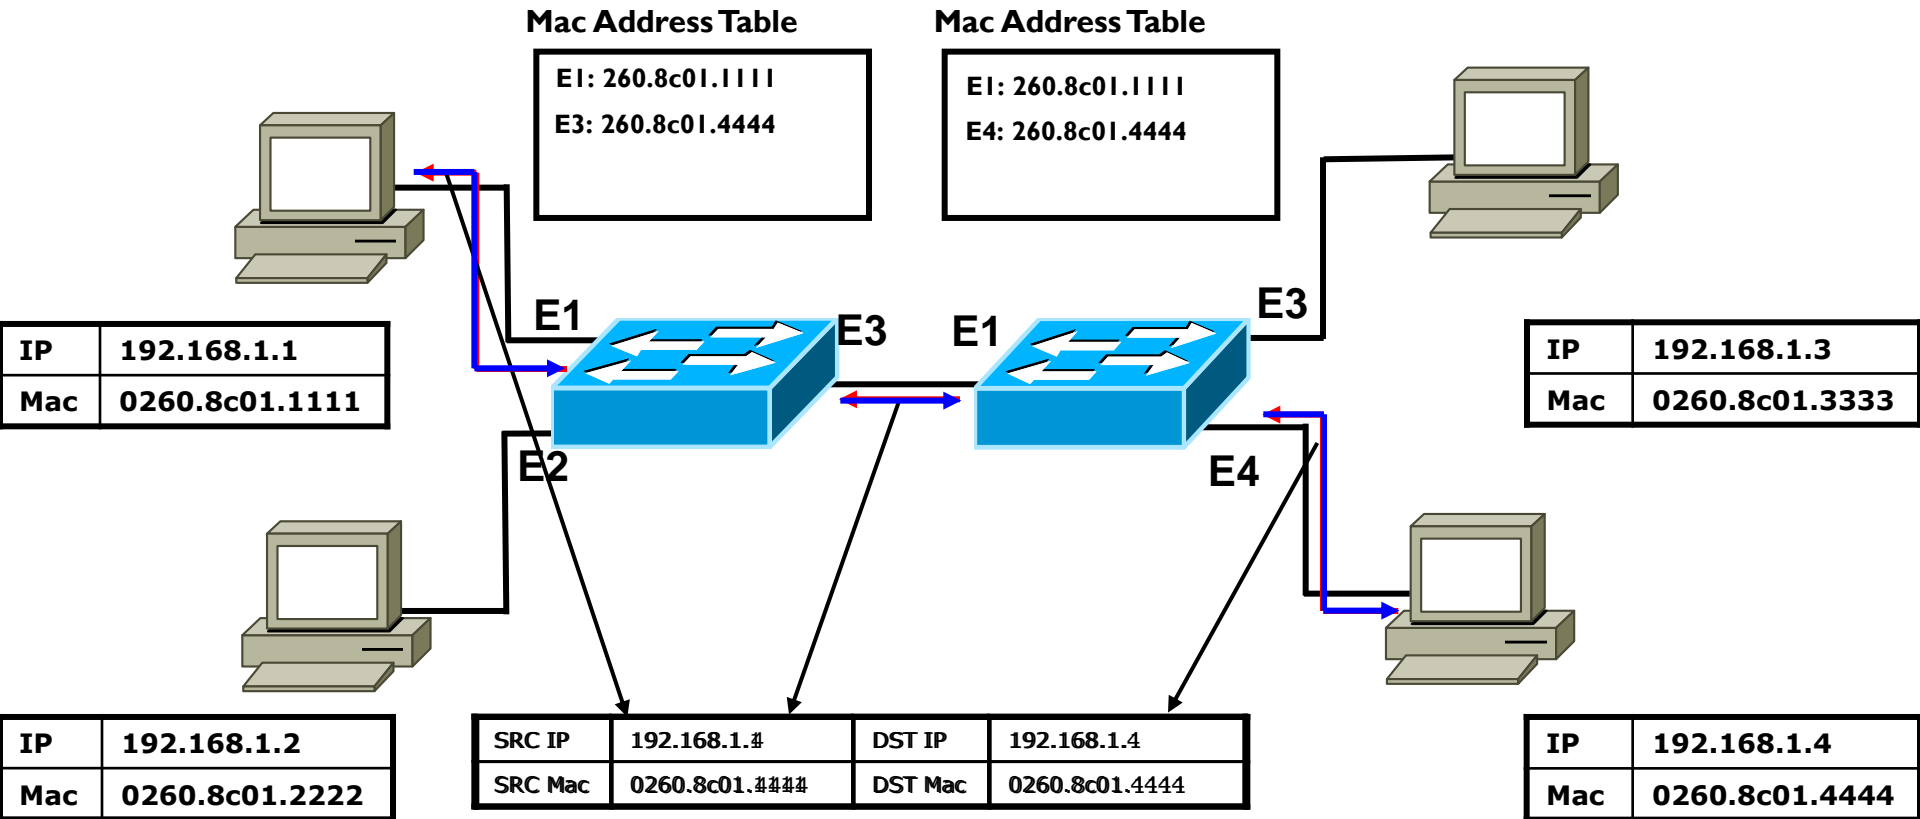 Mac Address Table
Mac Address Table
E1: 260.8c01.1111
E3: 260.8c01.4444
E1: 260.8c01.1111
E4: 260.8c01.4444
E1
E3
E1
E3
E2
E4
IP 192.168.1.1
Mac 0260.8c01.1111
IP 192.168.1.3
Mac 0260.8c01.3333
IP 192.168.1.2
Mac 0260.8c01.2222
SRC IP DST IP 192.168.1.4
SRC Mac DST Mac 0260.8c01.4444
IP 192.168.1.4
Mac 0260.8c01.4444